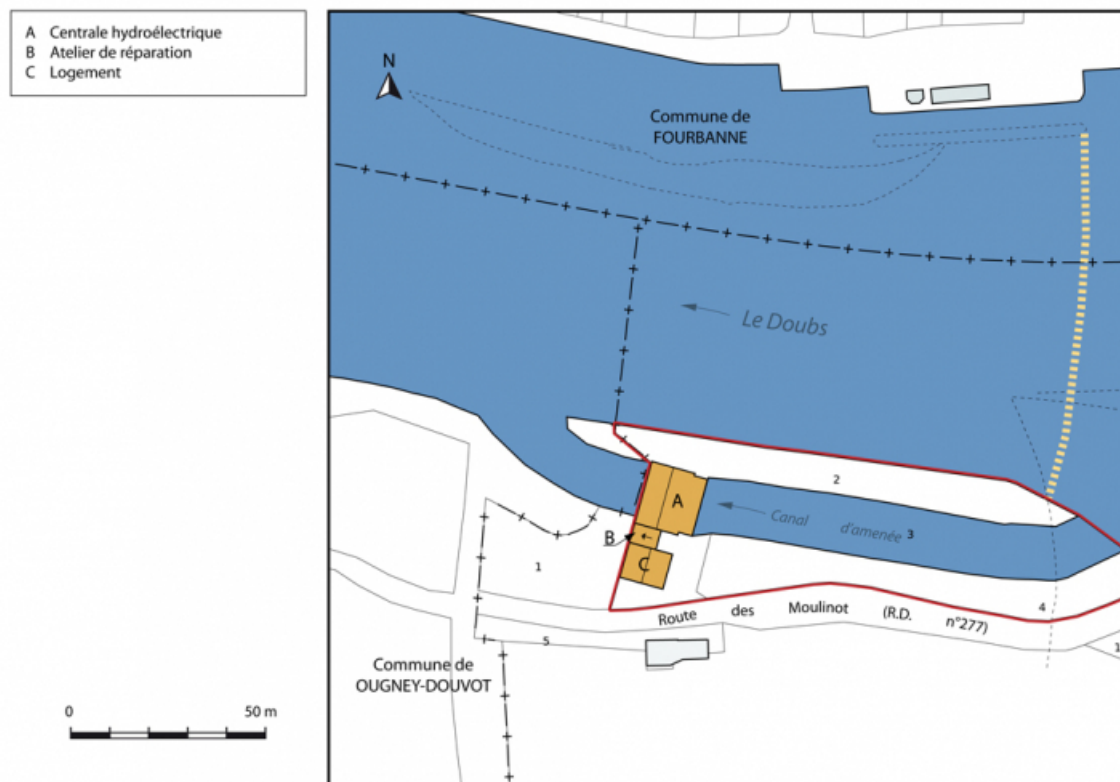 A Centrale hydroélectrique
B Atelier de réparation
C Logement
N
Commune de
FOURBANNE
Le Doubs
2
A
Canal d'amenée
3
B
C
1
4
Route des Moulinot (R.D. n°277)
5
1
Commune de
OUGNEY-DOUVOT
0 50 m